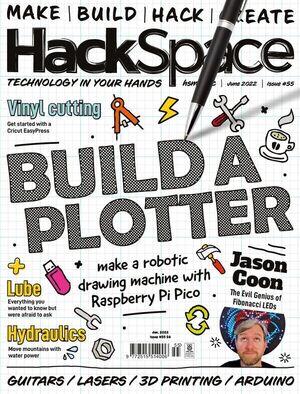 MAKE | BUILD | HACK | CREATE
HackSpace
TECHNOLOGY IN YOUR HANDS
June 2022 | Issue #55
Vinyl cutting
Get started with a
Cricut EasyPress
BUILD A
PLOTTER
make a robotic
drawing machine with
Raspberry Pi Pico
Lube
Everything you
wanted to know but
were afraid to ask
Hydraulics
Move mountains with
water power
Jason
Coon
The Evil Genius of
Fibonacci LEDs
Jun. 2022
GUITARS / LASERS / 3D PRINTING / ARDUINO